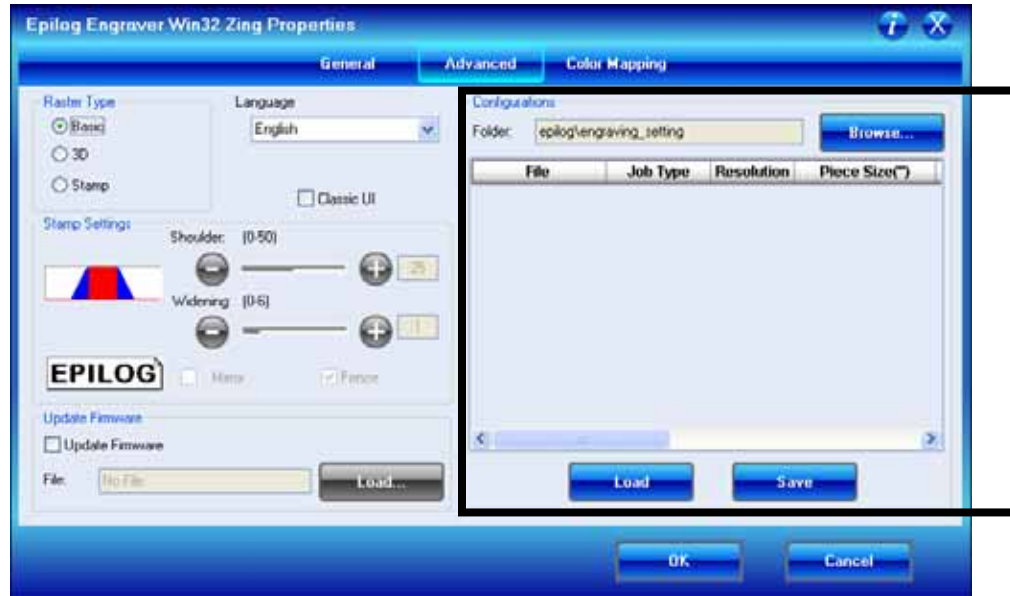 Epilog Engraver Win32 Zing Properties
i X
General Advanced Color Mapping
Raster Type
Basic
3D
Stamp
Language
English
Classic UI
Stamp Settings
Shoulder: (0-50)
25
Widening (0-6)
EPILOG
Mirror Fence
Update Firmware
Update Firmware
File: No File Load...
Configurations
Folder: epilog\engraving_setting Browse...
File Job Type Resolution Piece Size(")
Load Save
OK Cancel